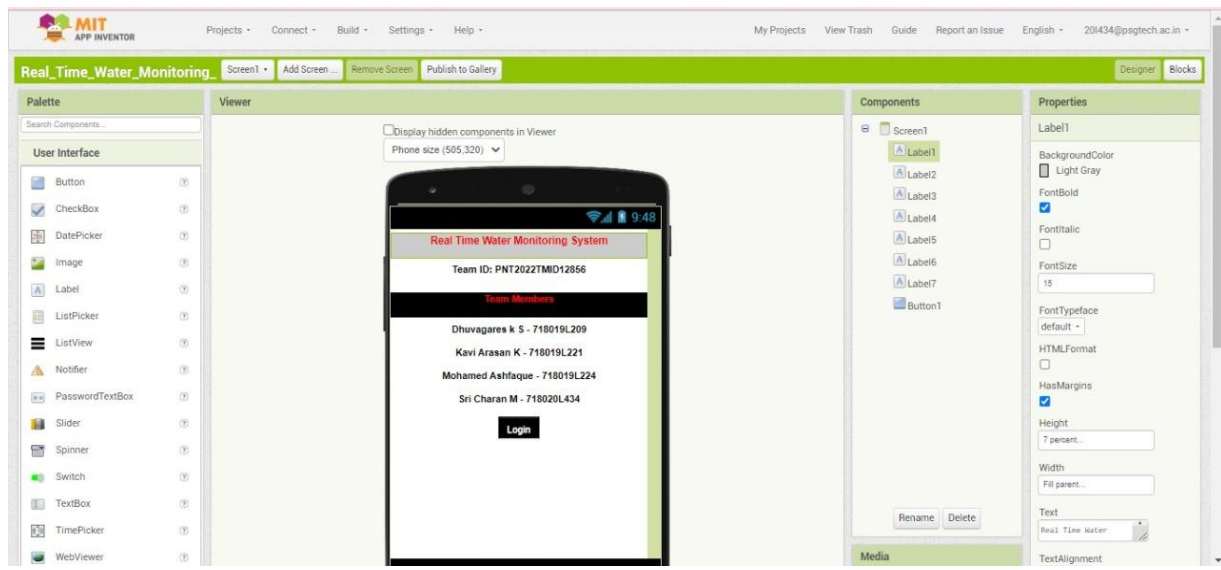 MIT
APP INVENTOR
Projects
Connect
Build
Settings
Help
My Projects
View Trash
Guide
Report an Issue
English
20l434@psgtech.ac.in
Real_Time_Water_Monitoring_
Screen1
Add Screen ...
Remove Screen
Publish to Gallery
Designer
Blocks
Palette
Search Components...
User Interface
Button
CheckBox
DatePicker
Image
Label
ListPicker
ListView
Notifier
PasswordTextBox
Slider
Spinner
Switch
TextBox
TimePicker
WebViewer
Viewer
Display hidden components in Viewer
Phone size (505,320)
9:48
Real Time Water Monitoring System
Team ID: PNT2022TMID12856
Team Members
Dhuvagares k S - 718019L209
Kavi Arasan K - 718019L221
Mohamed Ashfaque - 718019L224
Sri Charan M - 718020L434
Login
Components
Screen1
Label1
Label2
Label3
Label4
Label5
Label6
Label7
Button1
Rename
Delete
Media
Properties
Label1
BackgroundColor
Light Gray
FontBold
FontItalic
FontSize
15
FontTypeface
default
HTMLFormat
HasMargins
Height
7 percent...
Width
Fill parent...
Text
Real Time Water
TextAlignment